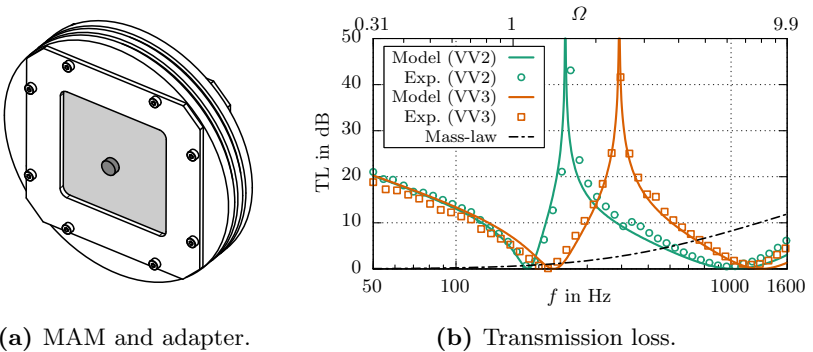 Ω
0.31 1 9.9
50
40
30
20
10
0
TL in dB
Model (VV2)
Exp. (VV2)
Model (VV3)
Exp. (VV3)
Mass-law
50 100 1000 1600
f in Hz
(a) MAM and adapter.
(b) Transmission loss.